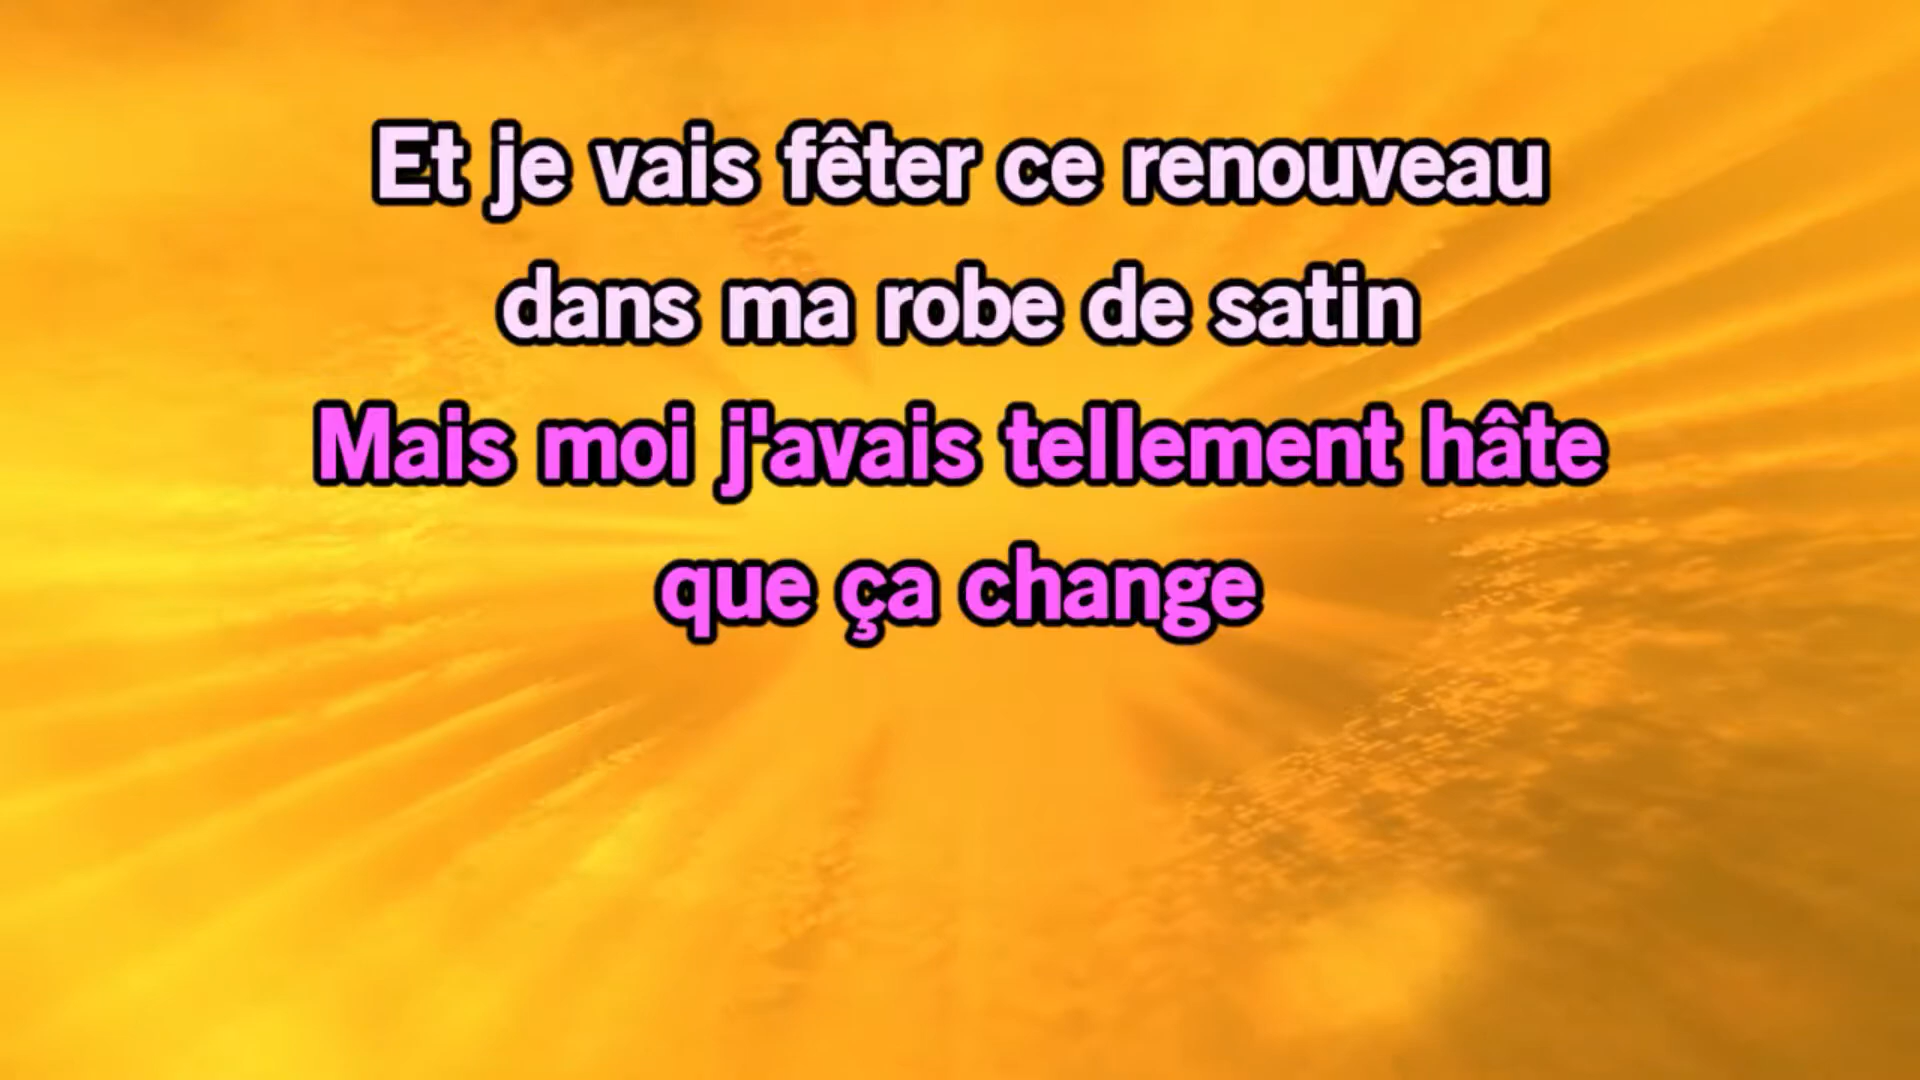 Et je vais fêter ce renouveau
dans ma robe de satin
Mais moi j'avais tellement hâte
que ça change